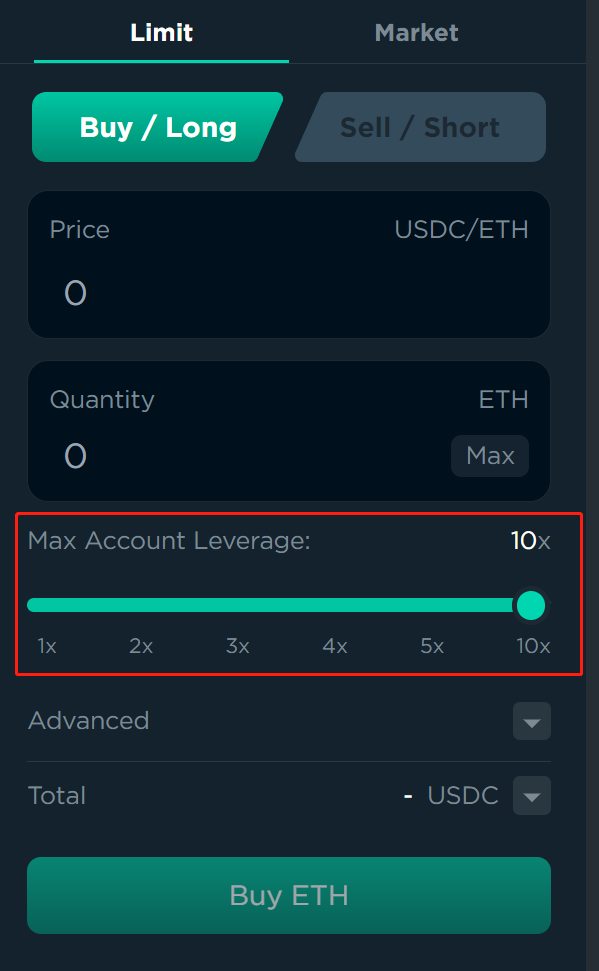 Limit Market
Buy / Long Sell / Short
Price USDC/ETH
0
Quantity ETH
0 Max
Max Account Leverage: 10x
1x 2x 3x 4x 5x 10x
Advanced
Total - USDC
Buy ETH